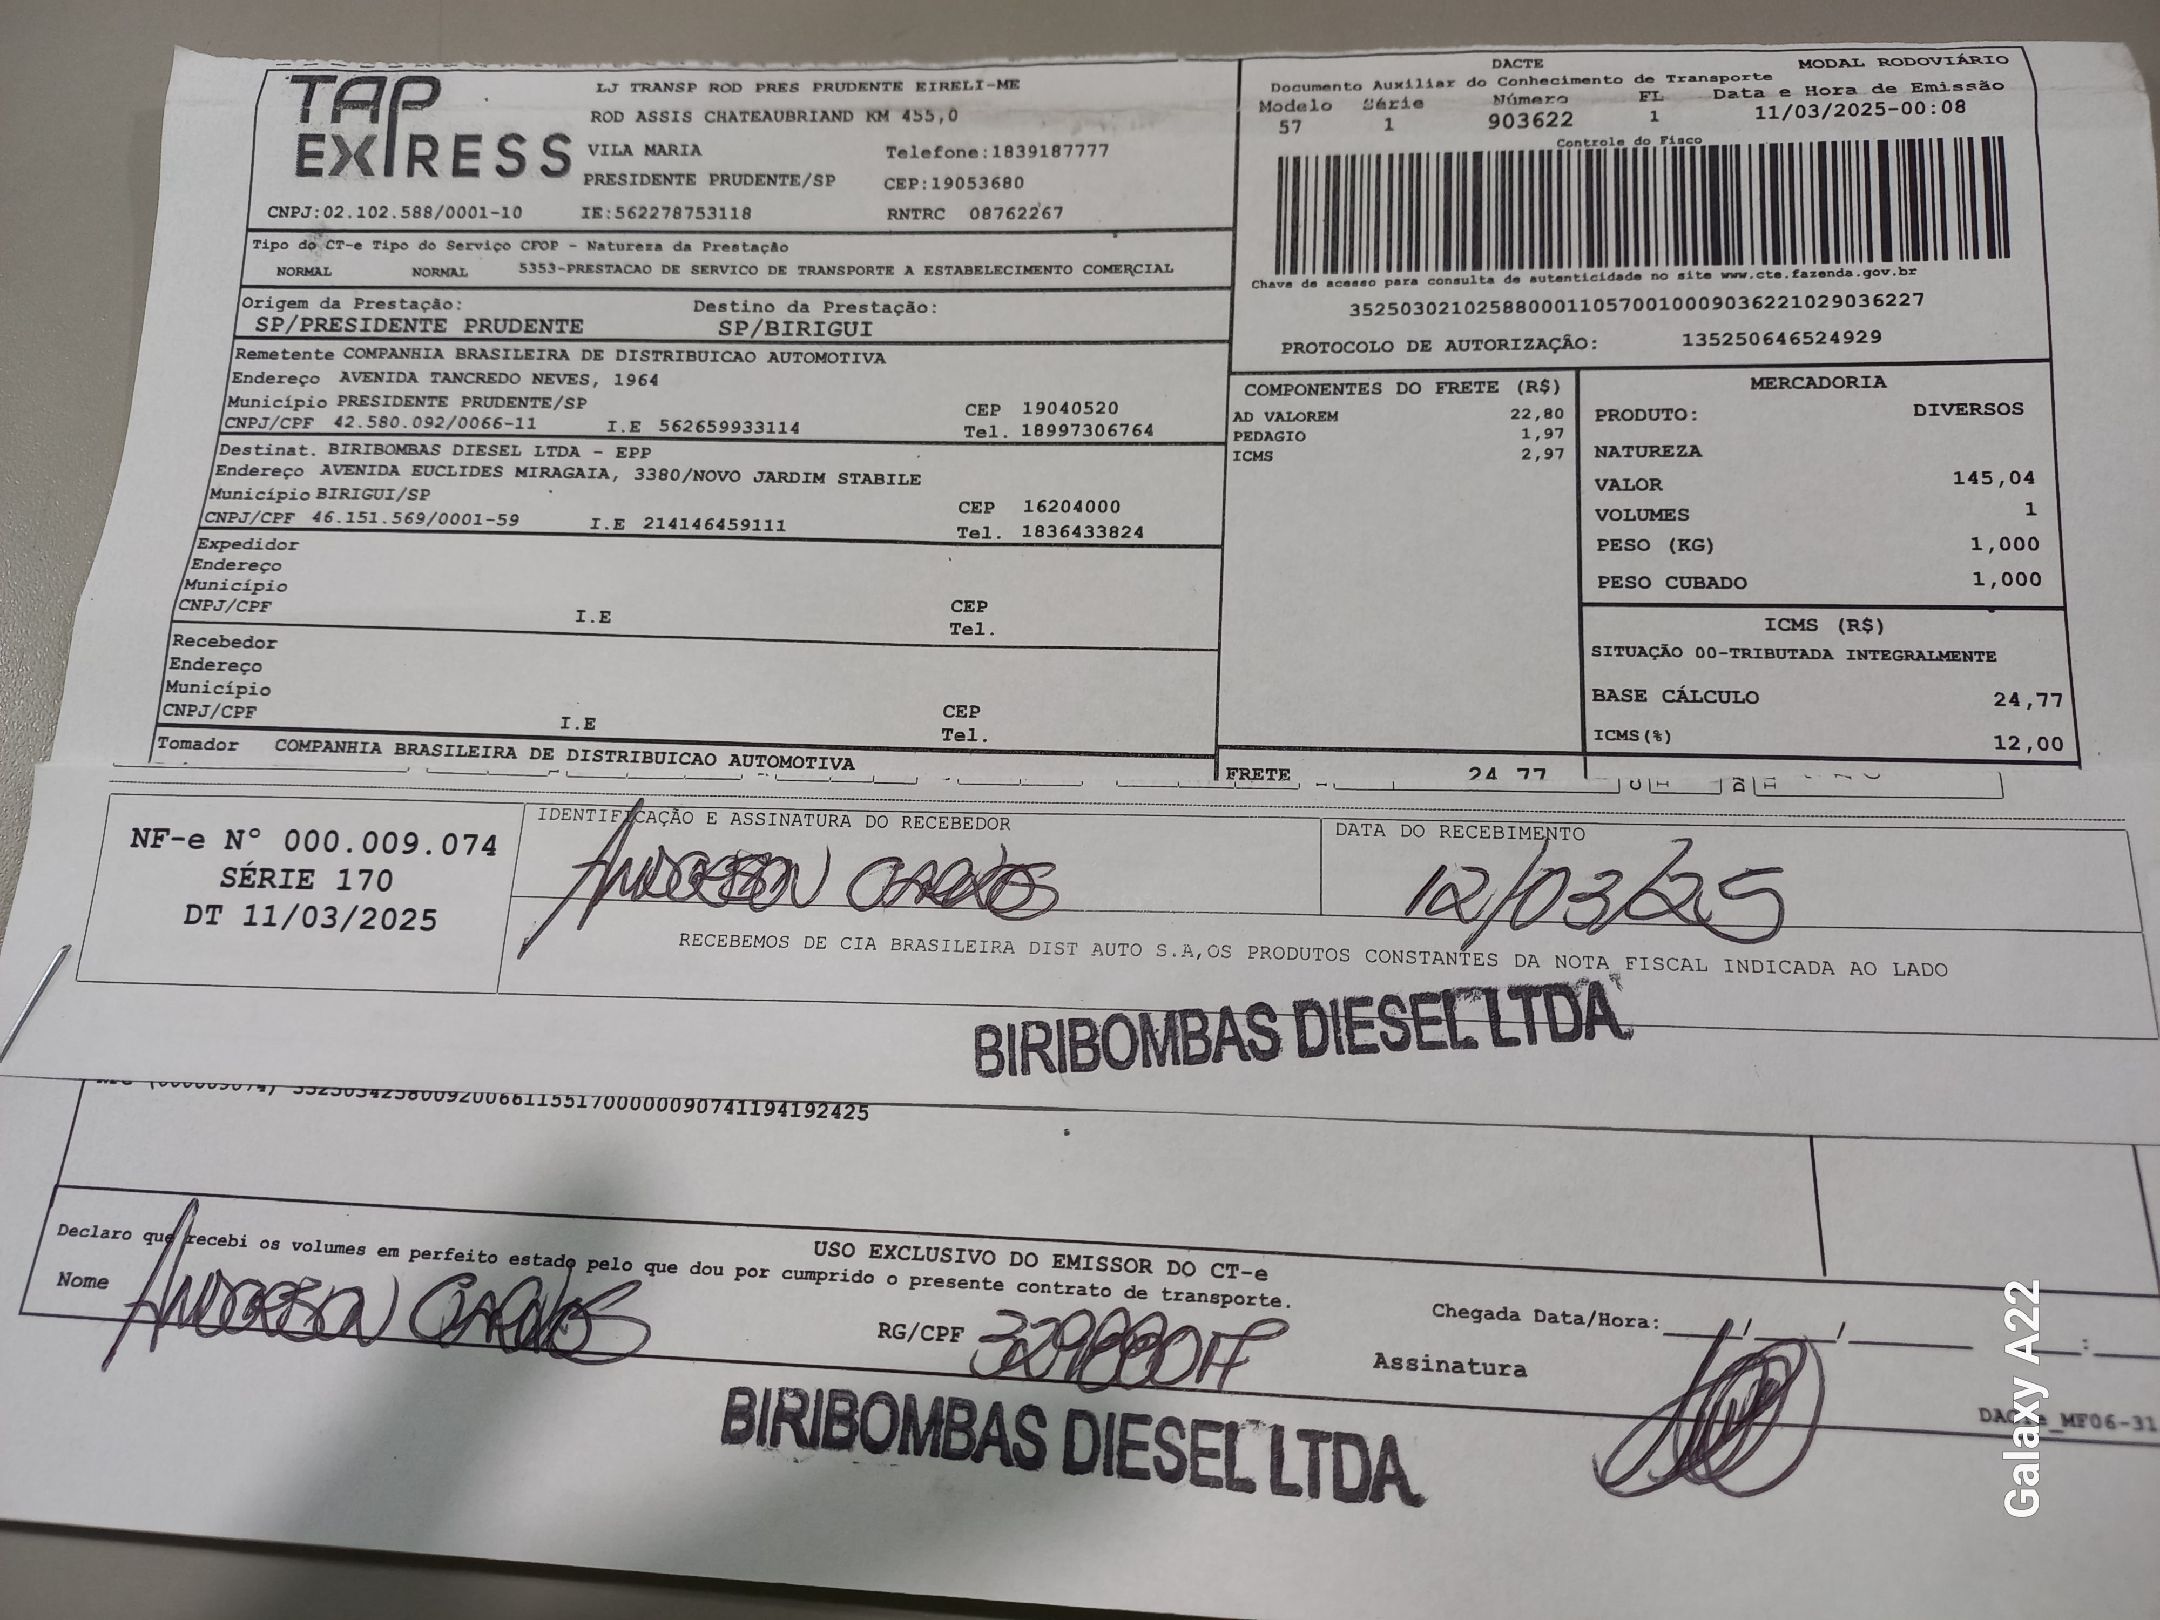 TAP EXPRESS
LJ TRANSP ROD PRES PRUDENTE EIRELI-ME
ROD ASSIS CHATEAUBRIAND KM 455,0
VILA MARIA Telefone:1839187777
PRESIDENTE PRUDENTE/SP CEP:19053680
CNPJ:02.102.588/0001-10 IE:562278753118 RNTRC 08762267
DACTE MODAL RODOVIÁRIO
Documento Auxiliar do Conhecimento de Transporte
Modelo Série Número FL Data e Hora de Emissão
57 1 903622 1 11/03/2025-00:08
Controle do Fisco
Chave de acesso para consulta de autenticidade no site www.cte.fazenda.gov.br
35250302102588000110570010009036221029036227
PROTOCOLO DE AUTORIZAÇÃO: 135250646524929
Tipo do CT-e Tipo do Serviço CFOP - Natureza da Prestação
NORMAL NORMAL 5353-PRESTACAO DE SERVICO DE TRANSPORTE A ESTABELECIMENTO COMERCIAL
Origem da Prestação: Destino da Prestação:
SP/PRESIDENTE PRUDENTE SP/BIRIGUI
Remetente COMPANHIA BRASILEIRA DE DISTRIBUICAO AUTOMOTIVA
Endereço AVENIDA TANCREDO NEVES, 1964
Município PRESIDENTE PRUDENTE/SP CEP 19040520
CNPJ/CPF 42.580.092/0066-11 I.E 562659933114 Tel. 18997306764
Destinat. BIRIBOMBAS DIESEL LTDA - EPP
Endereço AVENIDA EUCLIDES MIRAGAIA, 3380/NOVO JARDIM STABILE
Município BIRIGUI/SP CEP 16204000
CNPJ/CPF 46.151.569/0001-59 I.E 214146459111 Tel. 1836433824
Expedidor
Endereço
Município CEP
CNPJ/CPF I.E Tel.
Recebedor
Endereço
Município CEP
CNPJ/CPF I.E Tel.
Tomador COMPANHIA BRASILEIRA DE DISTRIBUICAO AUTOMOTIVA
COMPONENTES DO FRETE (R$)
AD VALOREM 22,80
PEDAGIO 1,97
ICMS 2,97
FRETE 24,77
MERCADORIA
PRODUTO: DIVERSOS
NATUREZA
VALOR 145,04
VOLUMES 1
PESO (KG) 1,000
PESO CUBADO 1,000
ICMS (R$)
SITUAÇÃO 00-TRIBUTADA INTEGRALMENTE
BASE CÁLCULO 24,77
ICMS(%) 12,00
NF-e Nº 000.009.074
SÉRIE 170
DT 11/03/2025
IDENTIFICAÇÃO E ASSINATURA DO RECEBEDOR
ANDERSON CARLOS
DATA DO RECEBIMENTO
12/03/25
RECEBEMOS DE CIA BRASILEIRA DIST AUTO S.A,OS PRODUTOS CONSTANTES DA NOTA FISCAL INDICADA AO LADO
BIRIBOMBAS DIESEL LTDA.
(000009074) 35250342580092006611551700000090741194192425
USO EXCLUSIVO DO EMISSOR DO CT-e
Declaro que recebi os volumes em perfeito estado pelo que dou por cumprido o presente contrato de transporte.
Nome ANDERSON CARLOS RG/CPF Chegada Data/Hora:___/___/___ __:__
Assinatura
BIRIBOMBAS DIESEL LTDA.
MF06-31
Galaxy A22